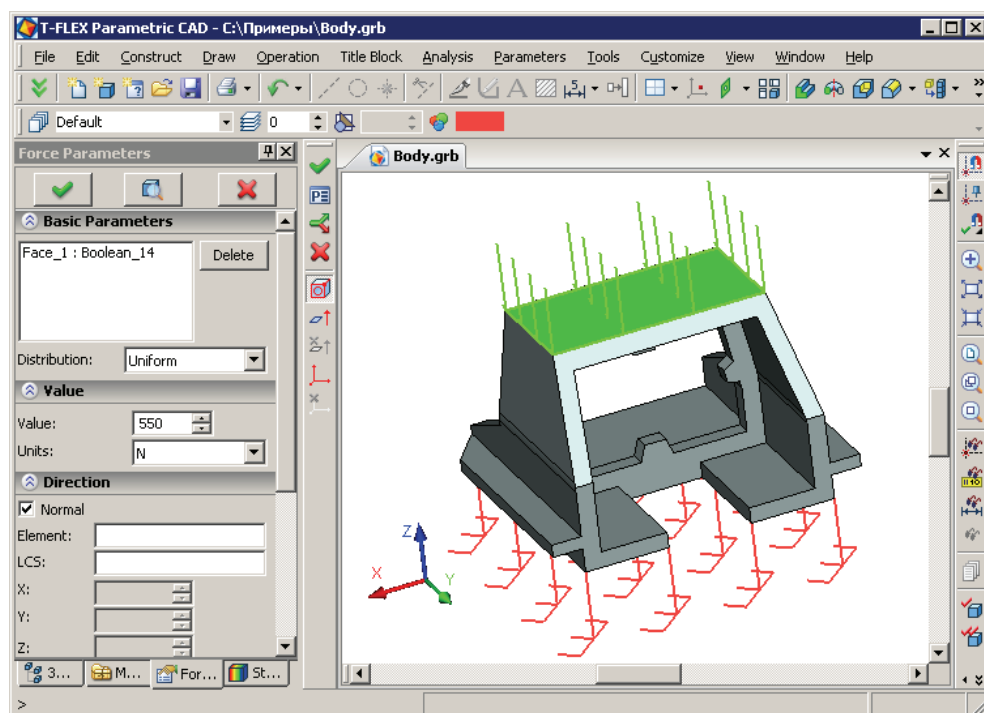 T-FLEX Parametric CAD - C:\Примеры\Body.grb
File Edit Construct Draw Operation Title Block Analysis Parameters Tools Customize View Window Help
Default 0
Force Parameters
Body.grb
Basic Parameters
Face_1 : Boolean_14
Delete
Distribution: Uniform
Value
Value: 550
Units: N
Direction
Normal
Element:
LCS:
X:
Y:
Z:
Z
X
Y
3... M... For... St...
>